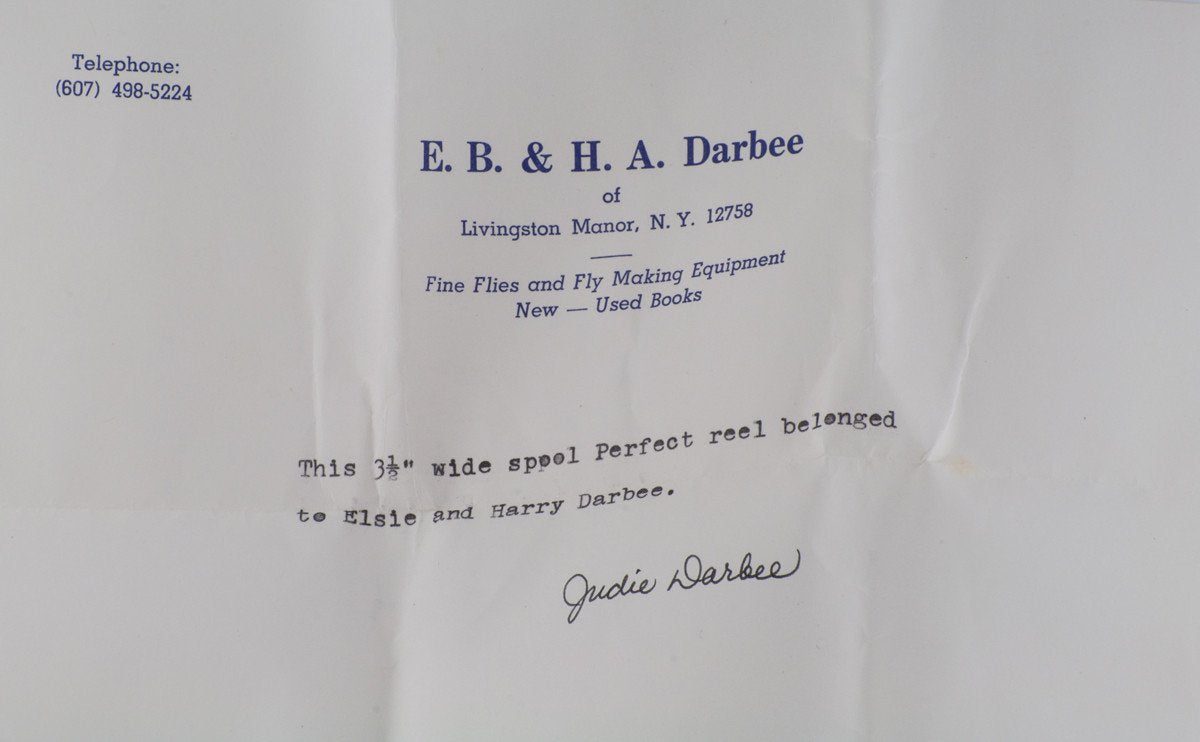 Telephone:
(607) 498-5224
E. B. & H. A. Darbee
of
Livingston Manor, N. Y. 12758
Fine Flies and Fly Making Equipment
New — Used Books
This 3½" wide sppol Perfect reel belonged
to Elsie and Harry Darbee.
Judie Darbee